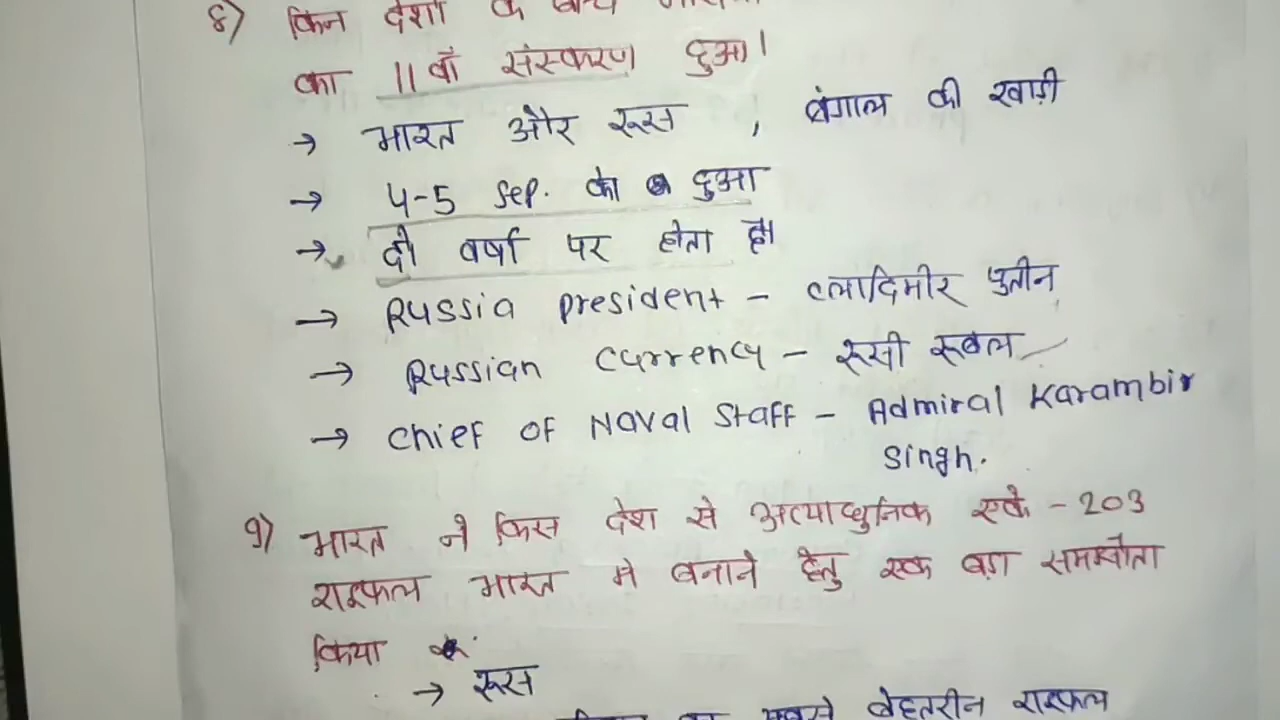 8) किन देशों के बीच
का 11वाँ संस्करण हुआ।
→ भारत और रूस , बंगाल की खाड़ी
→ 4-5 Sep. को हुआ
→ दो वर्षों पर होता है।
→ Russia president - व्लादिमीर पुतीन
→ Russian Currency - रूसी रूबल
→ Chief of Naval Staff - Admiral Karambir
Singh.
9) भारत ने किस देश से अत्याधुनिक एके - 203
राइफल भारत मे बनाने हेतु एक बड़ा समझौता
किया
→ रूस
सबसे बेहतरीन राइफल